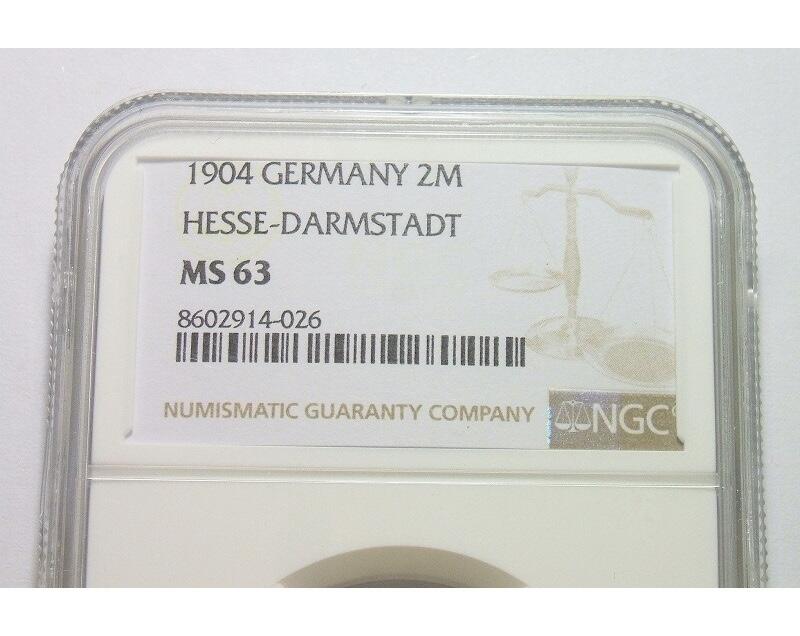 1904 GERMANY 2M
HESSE-DARMSTADT
MS 63
8602914-026
NUMISMATIC GUARANTY COMPANY
NGC